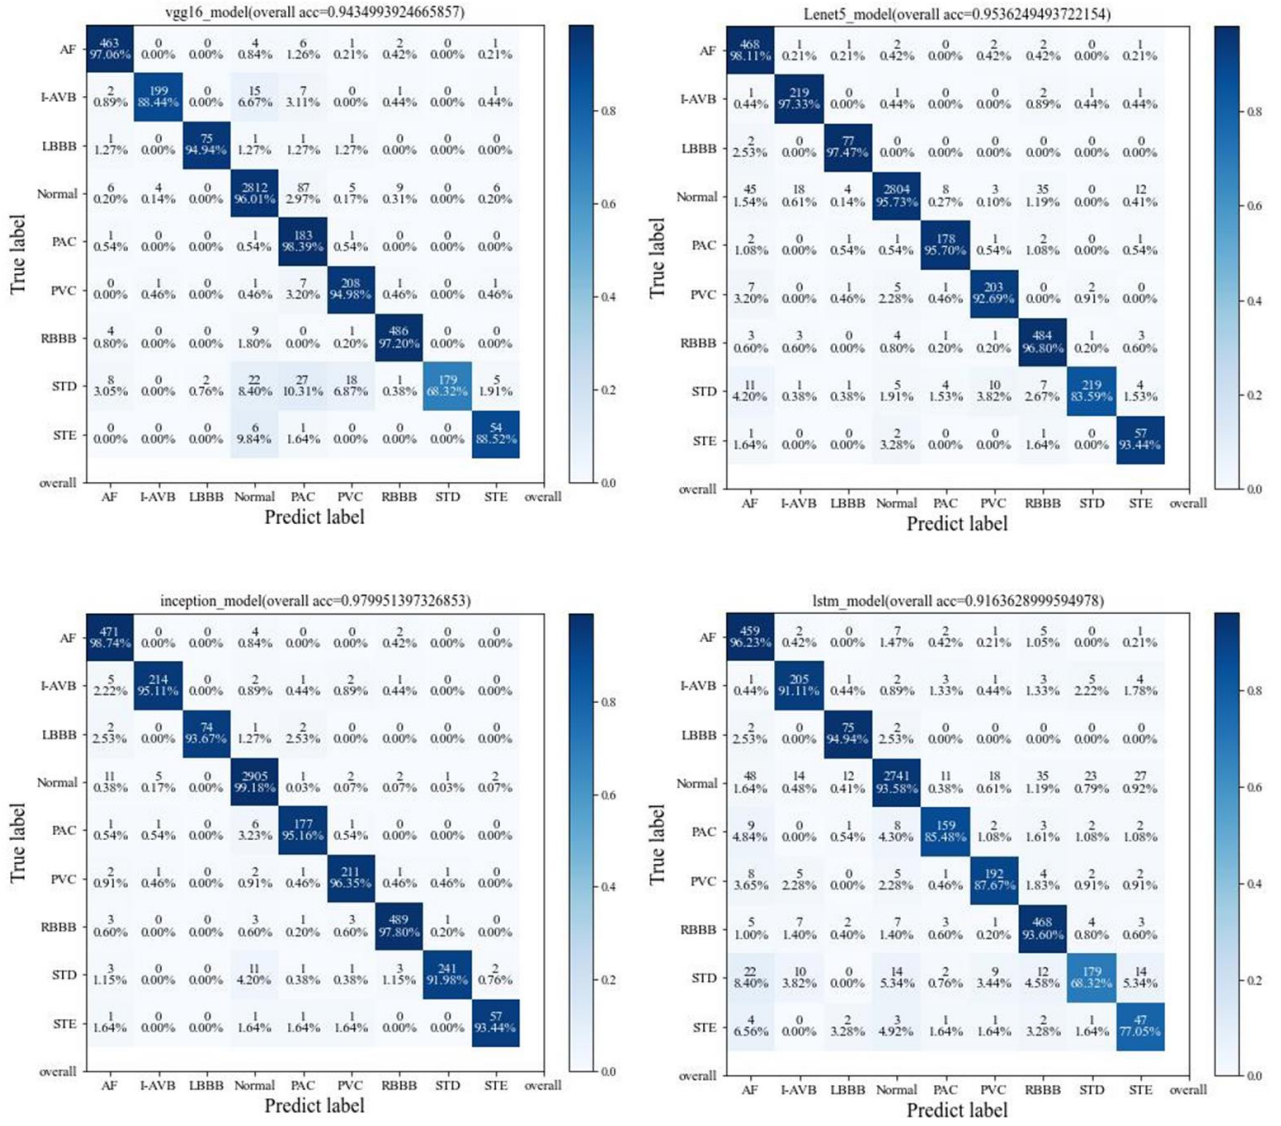 vgg16_model(overall acc=0.9434993924665857)
AF 463 0 0 4 6 1 2 0 1
97.06% 0.00% 0.00% 0.84% 1.26% 0.21% 0.42% 0.00% 0.21%
I-AVB 2 199 0 15 7 0 1 0 1
0.89% 88.44% 0.00% 6.67% 3.11% 0.00% 0.44% 0.00% 0.44%
LBBB 1 0 75 1 1 1 0 0 0
1.27% 0.00% 94.94% 1.27% 1.27% 1.27% 0.00% 0.00% 0.00%
Normal 6 4 0 2812 87 5 9 0 6
0.20% 0.14% 0.00% 96.01% 2.97% 0.17% 0.31% 0.00% 0.20%
PAC 1 0 0 1 183 1 0 0 0
0.54% 0.00% 0.00% 0.54% 98.39% 0.54% 0.00% 0.00% 0.00%
PVC 0 1 0 1 7 208 1 0 1
0.00% 0.46% 0.00% 0.46% 3.20% 94.98% 0.46% 0.00% 0.46%
RBBB 4 0 0 9 0 1 486 0 0
0.80% 0.00% 0.00% 1.80% 0.00% 0.20% 97.20% 0.00% 0.00%
STD 8 0 2 22 27 18 1 179 5
3.05% 0.00% 0.76% 8.40% 10.31% 6.87% 0.38% 68.32% 1.91%
STE 0 0 0 6 1 0 0 0 54
0.00% 0.00% 0.00% 9.84% 1.64% 0.00% 0.00% 0.00% 88.52%
overall
AF I-AVB LBBB Normal PAC PVC RBBB STD STE overall
Predict label
True label
0.8
0.6
0.4
0.2
0.0
Lenet5_model(overall acc=0.9536249493722154)
AF 468 1 1 2 0 2 2 0 1
98.11% 0.21% 0.21% 0.42% 0.00% 0.42% 0.42% 0.00% 0.21%
I-AVB 1 219 0 1 0 0 2 1 1
0.44% 97.33% 0.00% 0.44% 0.00% 0.00% 0.89% 0.44% 0.44%
LBBB 2 0 77 0 0 0 0 0 0
2.53% 0.00% 97.47% 0.00% 0.00% 0.00% 0.00% 0.00% 0.00%
Normal 45 18 4 2804 8 3 35 0 12
1.54% 0.61% 0.14% 95.73% 0.27% 0.10% 1.19% 0.00% 0.41%
PAC 2 0 1 1 178 1 2 0 1
1.08% 0.00% 0.54% 0.54% 95.70% 0.54% 1.08% 0.00% 0.54%
PVC 7 0 1 5 1 203 0 2 0
3.20% 0.00% 0.46% 2.28% 0.46% 92.69% 0.00% 0.91% 0.00%
RBBB 3 3 0 4 1 1 484 1 3
0.60% 0.60% 0.00% 0.80% 0.20% 0.20% 96.80% 0.20% 0.60%
STD 11 1 1 5 4 10 7 219 4
4.20% 0.38% 0.38% 1.91% 1.53% 3.82% 2.67% 83.59% 1.53%
STE 1 0 0 2 0 0 1 0 57
1.64% 0.00% 0.00% 3.28% 0.00% 0.00% 1.64% 0.00% 93.44%
overall
AF I-AVB LBBB Normal PAC PVC RBBB STD STE overall
Predict label
True label
0.8
0.6
0.4
0.2
0.0
inception_model(overall acc=0.979951397326853)
AF 471 0 0 4 0 0 2 0 0
98.74% 0.00% 0.00% 0.84% 0.00% 0.00% 0.42% 0.00% 0.00%
I-AVB 5 214 0 2 1 2 1 0 0
2.22% 95.11% 0.00% 0.89% 0.44% 0.89% 0.44% 0.00% 0.00%
LBBB 2 0 74 1 2 0 0 0 0
2.53% 0.00% 93.67% 1.27% 2.53% 0.00% 0.00% 0.00% 0.00%
Normal 11 5 0 2905 1 2 2 1 2
0.38% 0.17% 0.00% 99.18% 0.03% 0.07% 0.07% 0.03% 0.07%
PAC 1 1 0 6 177 1 0 0 0
0.54% 0.54% 0.00% 3.23% 95.16% 0.54% 0.00% 0.00% 0.00%
PVC 2 1 0 2 1 211 1 1 0
0.91% 0.46% 0.00% 0.91% 0.46% 96.35% 0.46% 0.46% 0.00%
RBBB 3 0 0 3 1 3 489 1 0
0.60% 0.00% 0.00% 0.60% 0.20% 0.60% 97.80% 0.20% 0.00%
STD 3 0 0 11 1 1 3 241 2
1.15% 0.00% 0.00% 4.20% 0.38% 0.38% 1.15% 91.98% 0.76%
STE 1 0 0 1 1 1 0 0 57
1.64% 0.00% 0.00% 1.64% 1.64% 1.64% 0.00% 0.00% 93.44%
overall
AF I-AVB LBBB Normal PAC PVC RBBB STD STE overall
Predict label
True label
0.8
0.6
0.4
0.2
0.0
lstm_model(overall acc=0.9163628999594978)
AF 459 2 0 7 2 1 5 0 1
96.23% 0.42% 0.00% 1.47% 0.42% 0.21% 1.05% 0.00% 0.21%
I-AVB 1 205 1 2 3 1 3 5 4
0.44% 91.11% 0.44% 0.89% 1.33% 0.44% 1.33% 2.22% 1.78%
LBBB 2 0 75 2 0 0 0 0 0
2.53% 0.00% 94.94% 2.53% 0.00% 0.00% 0.00% 0.00% 0.00%
Normal 48 14 12 2741 11 18 35 23 27
1.64% 0.48% 0.41% 93.58% 0.38% 0.61% 1.19% 0.79% 0.92%
PAC 9 0 1 8 159 2 3 2 2
4.84% 0.00% 0.54% 4.30% 85.48% 1.08% 1.61% 1.08% 1.08%
PVC 8 5 0 5 1 192 4 2 2
3.65% 2.28% 0.00% 2.28% 0.46% 87.67% 1.83% 0.91% 0.91%
RBBB 5 7 2 7 3 1 468 4 3
1.00% 1.40% 0.40% 1.40% 0.60% 0.20% 93.60% 0.80% 0.60%
STD 22 10 0 14 2 9 12 179 14
8.40% 3.82% 0.00% 5.34% 0.76% 3.44% 4.58% 68.32% 5.34%
STE 4 0 2 3 1 1 2 1 47
6.56% 0.00% 3.28% 4.92% 1.64% 1.64% 3.28% 1.64% 77.05%
overall
AF I-AVB LBBB Normal PAC PVC RBBB STD STE overall
Predict label
True label
0.8
0.6
0.4
0.2
0.0